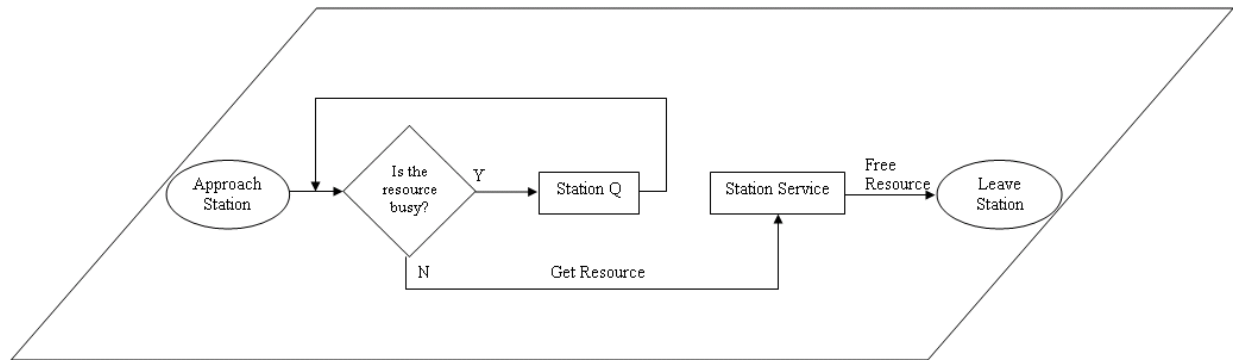 Approach
Station
Is the
resource
busy?
Y
Station Q
N
Get Resource
Station Service
Free
Resource
Leave
Station